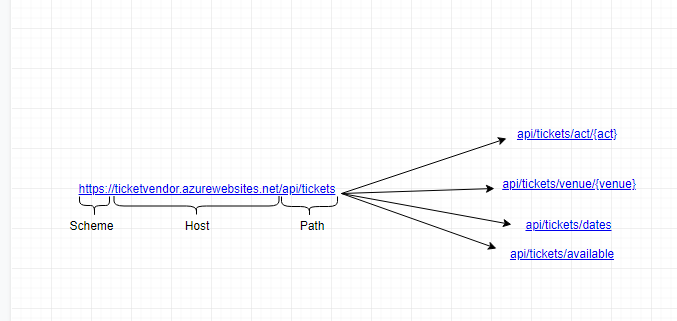 https://ticketvendor.azurewebsites.net/api/tickets
Scheme
Host
Path
api/tickets/act/{act}
api/tickets/venue/{venue}
api/tickets/dates
api/tickets/available